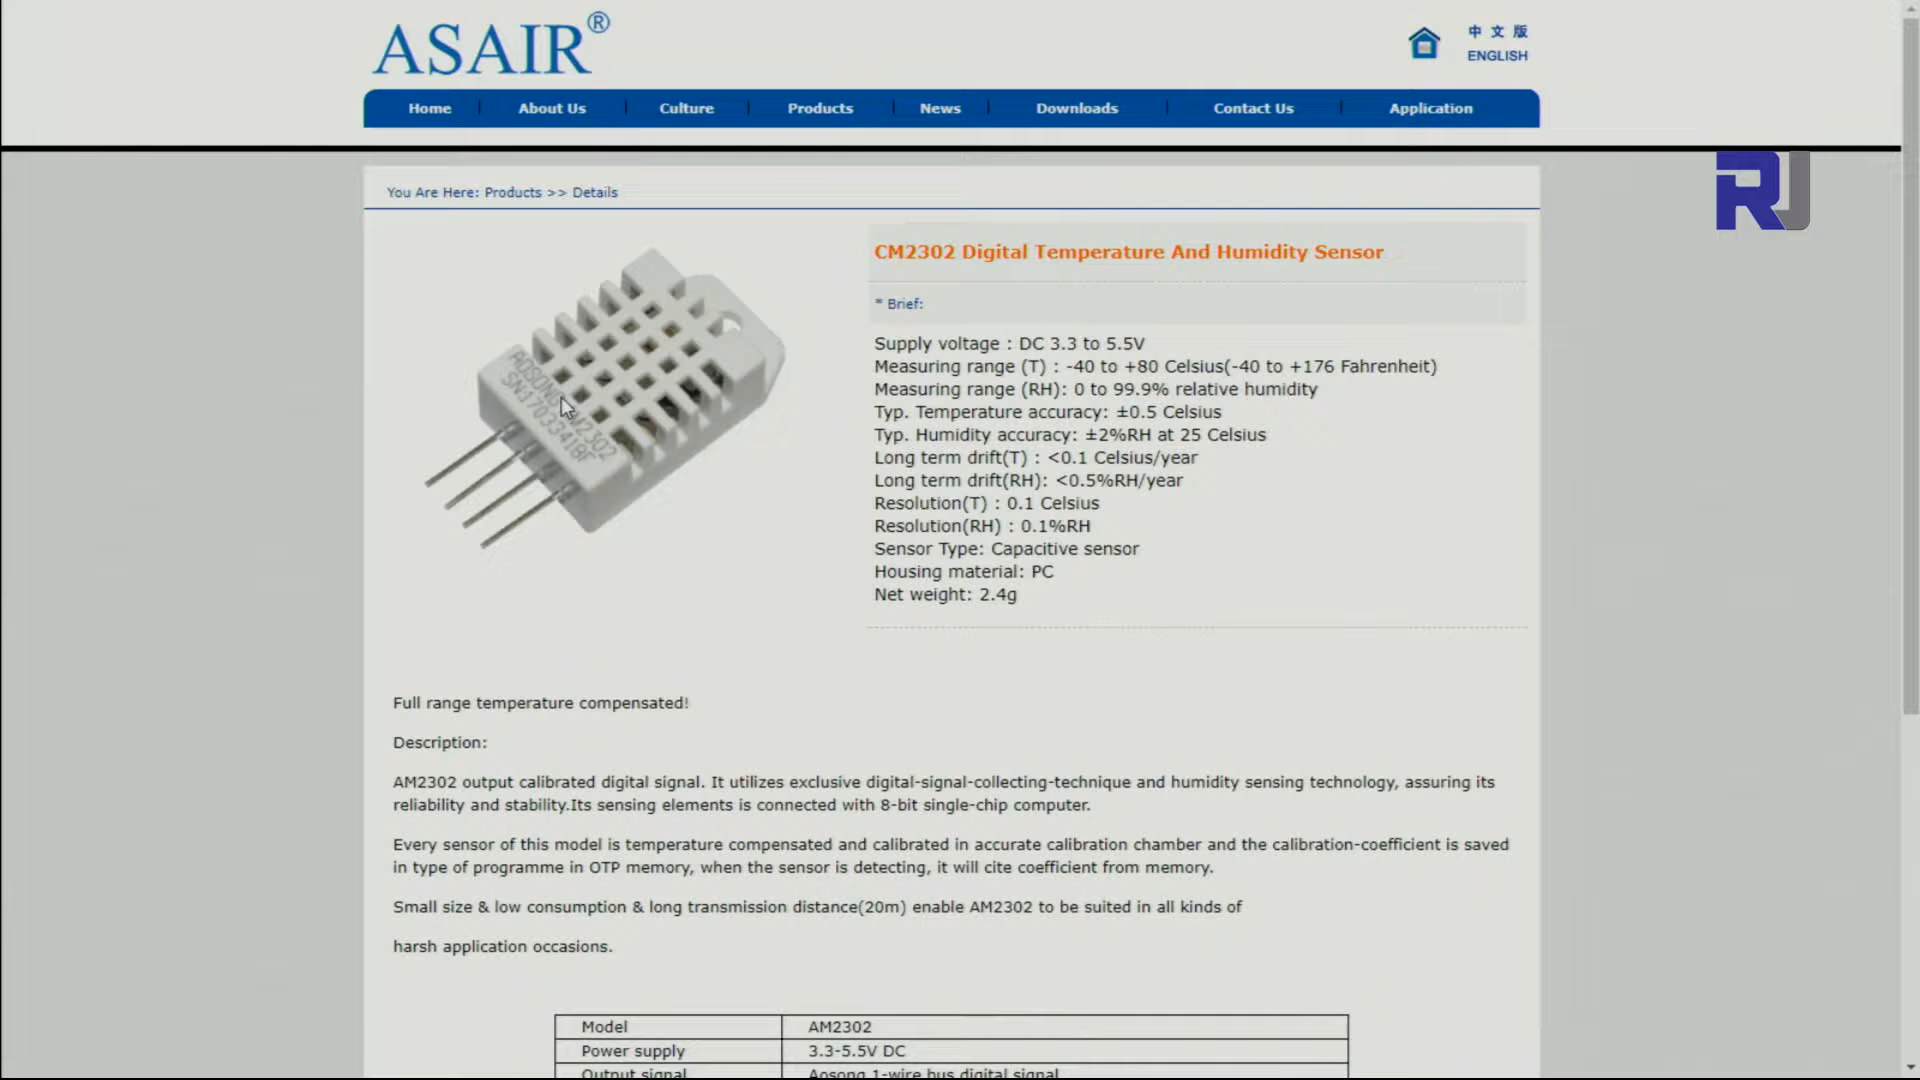 ASAIR®
中 文 版
ENGLISH
Home About Us Culture Products News Downloads Contact Us Application
RJ
You Are Here: Products >> Details
CM2302 Digital Temperature And Humidity Sensor
* Brief:
Supply voltage : DC 3.3 to 5.5V
Measuring range (T) : -40 to +80 Celsius(-40 to +176 Fahrenheit)
Measuring range (RH): 0 to 99.9% relative humidity
Typ. Temperature accuracy: ±0.5 Celsius
Typ. Humidity accuracy: ±2%RH at 25 Celsius
Long term drift(T) : <0.1 Celsius/year
Long term drift(RH): <0.5%RH/year
Resolution(T) : 0.1 Celsius
Resolution(RH) : 0.1%RH
Sensor Type: Capacitive sensor
Housing material: PC
Net weight: 2.4g
Full range temperature compensated!
Description:
AM2302 output calibrated digital signal. It utilizes exclusive digital-signal-collecting-technique and humidity sensing technology, assuring its
reliability and stability.Its sensing elements is connected with 8-bit single-chip computer.
Every sensor of this model is temperature compensated and calibrated in accurate calibration chamber and the calibration-coefficient is saved
in type of programme in OTP memory, when the sensor is detecting, it will cite coefficient from memory.
Small size & low consumption & long transmission distance(20m) enable AM2302 to be suited in all kinds of
harsh application occasions.
Model AM2302
Power supply 3.3-5.5V DC
Output signal Aosong 1-wire bus digital signal